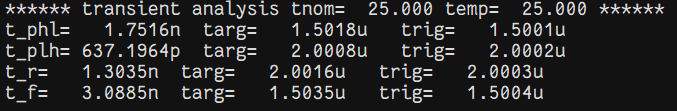 ****** transient analysis tnom=  25.000 temp=  25.000 ******
t_phl=   1.7516n  targ=   1.5018u   trig=   1.5001u
t_plh= 637.1964p  targ=   2.0008u   trig=   2.0002u
t_r=   1.3035n  targ=   2.0016u   trig=   2.0003u
t_f=   3.0885n  targ=   1.5035u   trig=   1.5004u